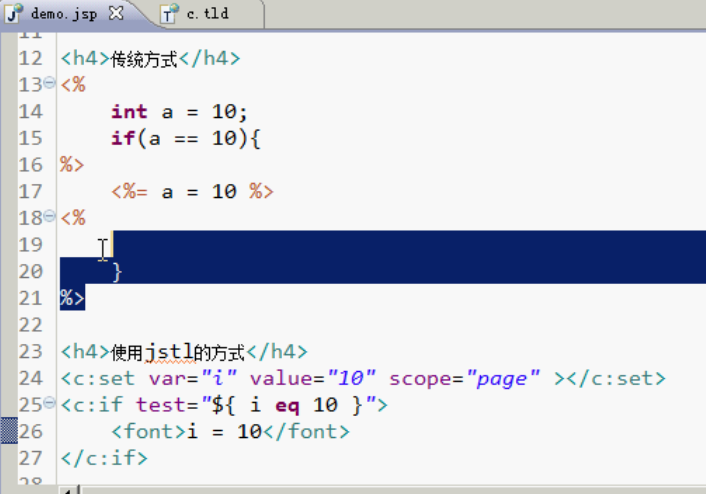 demo.jsp c.tld
11
12 <h4>传统方式</h4>
13 <%
14 int a = 10;
15 if(a == 10){
16 %>
17 <%= a = 10 %>
18 <%
19
20 }
21 %>
22
23 <h4>使用jstl的方式</h4>
24 <c:set var="i" value="10" scope="page" ></c:set>
25 <c:if test="${ i eq 10 }">
26 <font>i = 10</font>
27 </c:if>
28